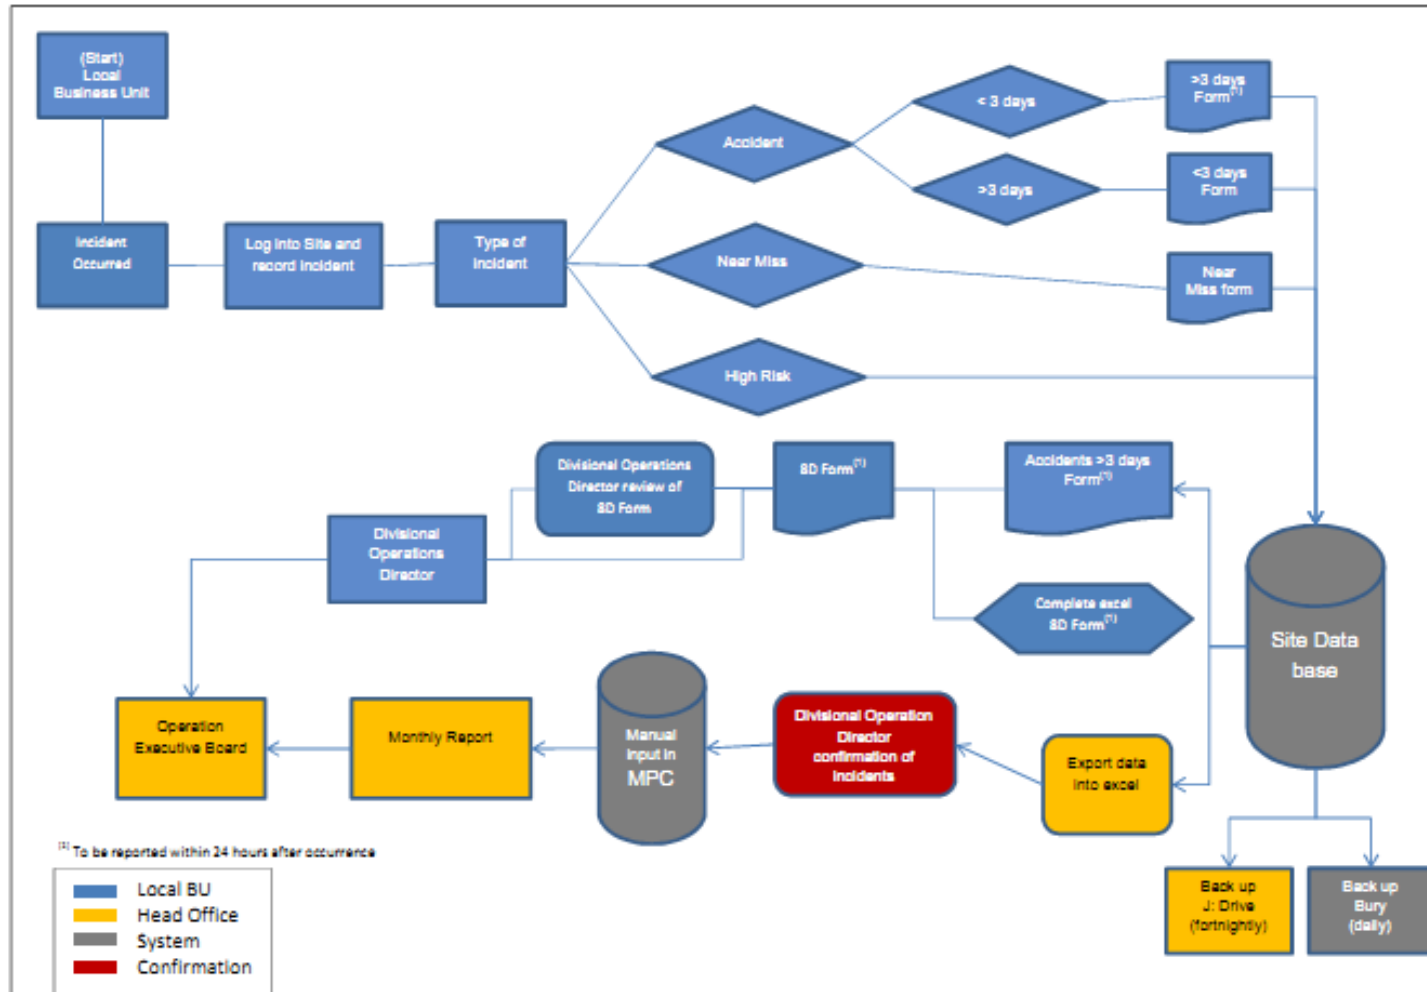 (Start)
Local
Business Unit
Incident
Occurred
Log into Site and
record incident
Type of
incident
Accident
< 3 days
>3 days
Form(1)
>3 days
<3 days
Form
Near Miss
Near
Miss form
High Risk
Divisional Operations
Director review of
8D Form
8D Form(1)
Accidents >3 days
Form(1)
Divisional
Operations
Director
Complete excel
8D Form(1)
Site Data
base
Operation
Executive Board
Monthly Report
Manual
input in
MPC
Divisional Operation
Director
confirmation of
incidents
Export data
into excel
(1) To be reported within 24 hours after occurrence
Local BU
Head Office
System
Confirmation
Back up
J: Drive
(fortnightly)
Back up
Bury
(daily)